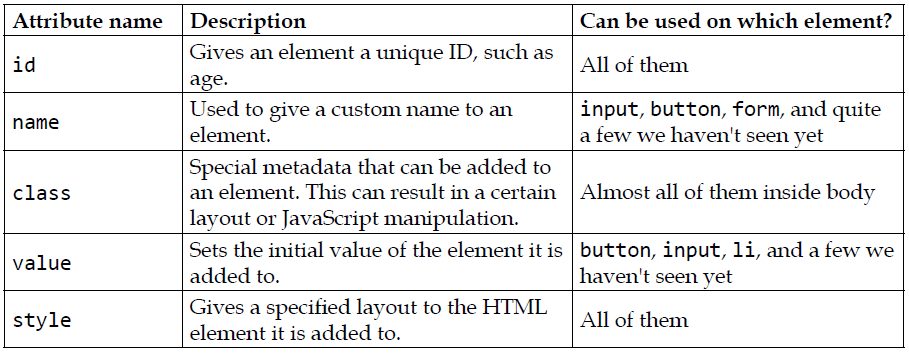 Attribute name Description Can be used on which element?
id Gives an element a unique ID, such as age. All of them
name Used to give a custom name to an element. input, button, form, and quite a few we haven't seen yet
class Special metadata that can be added to an element. This can result in a certain layout or JavaScript manipulation. Almost all of them inside body
value Sets the initial value of the element it is added to. button, input, li, and a few we haven't seen yet
style Gives a specified layout to the HTML element it is added to. All of them